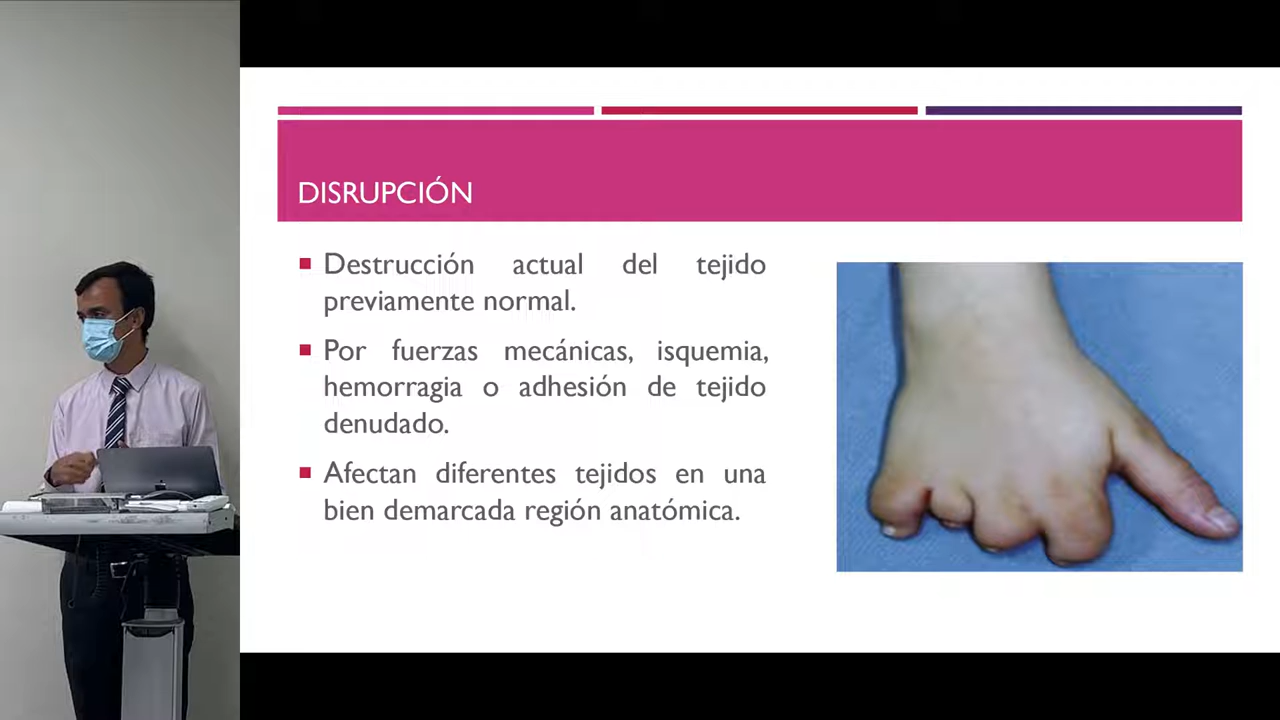 DISRUPCIÓN
Destrucción actual del tejido
previamente normal.
Por fuerzas mecánicas, isquemia,
hemorragia o adhesión de tejido
denudado.
Afectan diferentes tejidos en una
bien demarcada región anatómica.